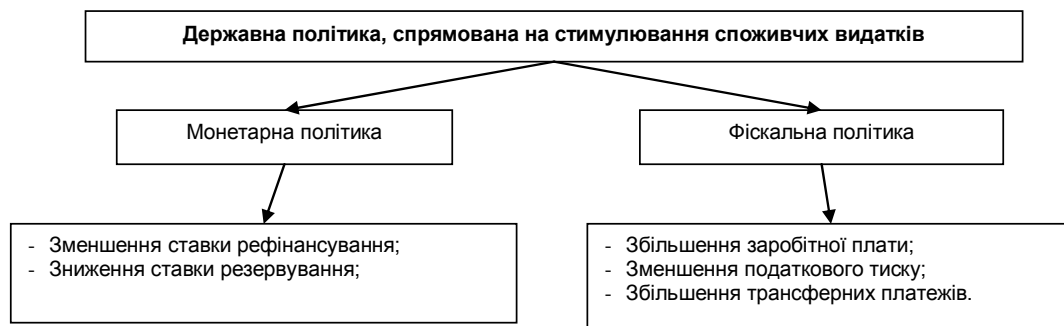 Державна політика, спрямована на стимулювання споживчих видатків
Монетарна політика
Фіскальна політика
- Зменшення ставки рефінансування;
- Зниження ставки резервування;
- Збільшення заробітної плати;
- Зменшення податкового тиску;
- Збільшення трансферних платежів.